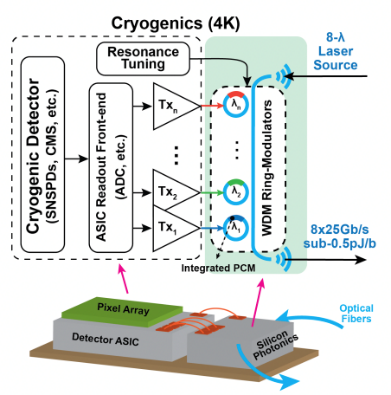 Cryogenics (4K)
Resonance
Tuning
8-λ
Laser
Source
Cryogenic Detector
(SNSPDs, CMS, etc.)
ASIC Readout Front-end
(ADC, etc.)
Txn
Tx2
Tx1
λn
λ2
λ1
WDM Ring-Modulators
Integrated PCM
8x25Gb/s
sub-0.5pJ/b
Pixel Array
Detector ASIC
Silicon
Photonics
Optical
Fibers